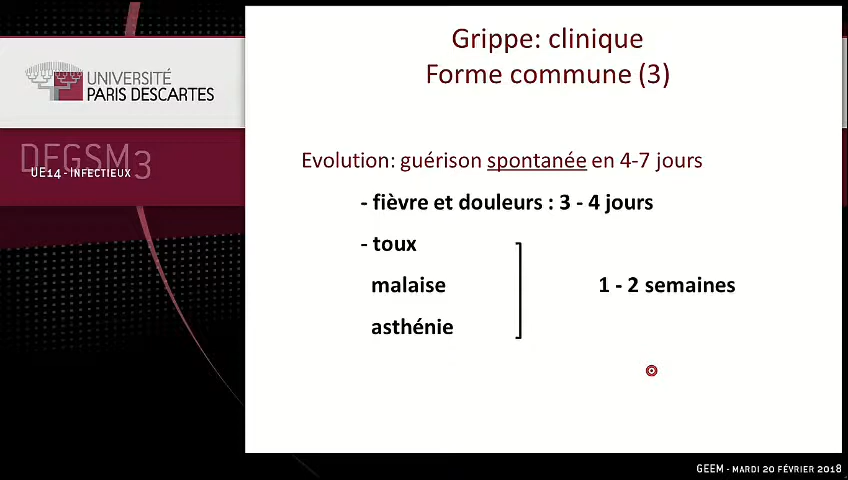 Grippe: clinique
Forme commune (3)
UNIVERSITÉ
PARIS DESCARTES
DFGSM3
UE14 - INFECTIEUX
Evolution: guérison spontanée en 4-7 jours
- fièvre et douleurs : 3 - 4 jours
- toux
malaise
1 - 2 semaines
asthénie
GEEM - MARDI 20 FÉVRIER 2018